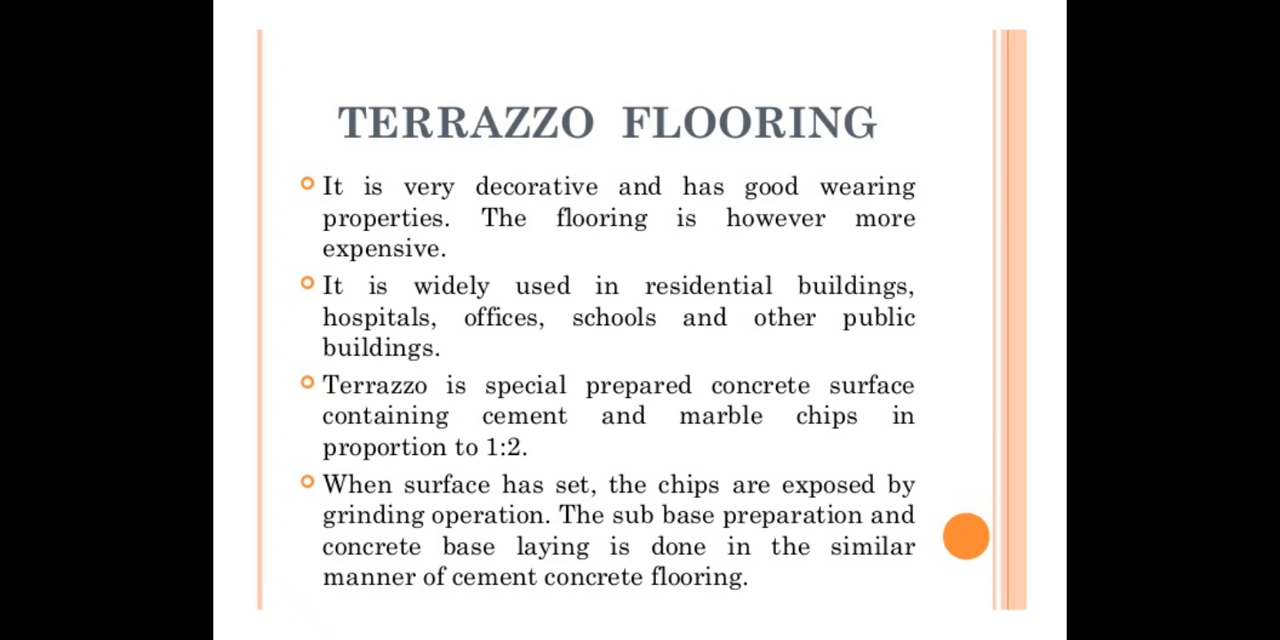 TERRAZZO FLOORING
It is very decorative and has good wearing
properties. The flooring is however more
expensive.
It is widely used in residential buildings,
hospitals, offices, schools and other public
buildings.
Terrazzo is special prepared concrete surface
containing cement and marble chips in
proportion to 1:2.
When surface has set, the chips are exposed by
grinding operation. The sub base preparation and
concrete base laying is done in the similar
manner of cement concrete flooring.